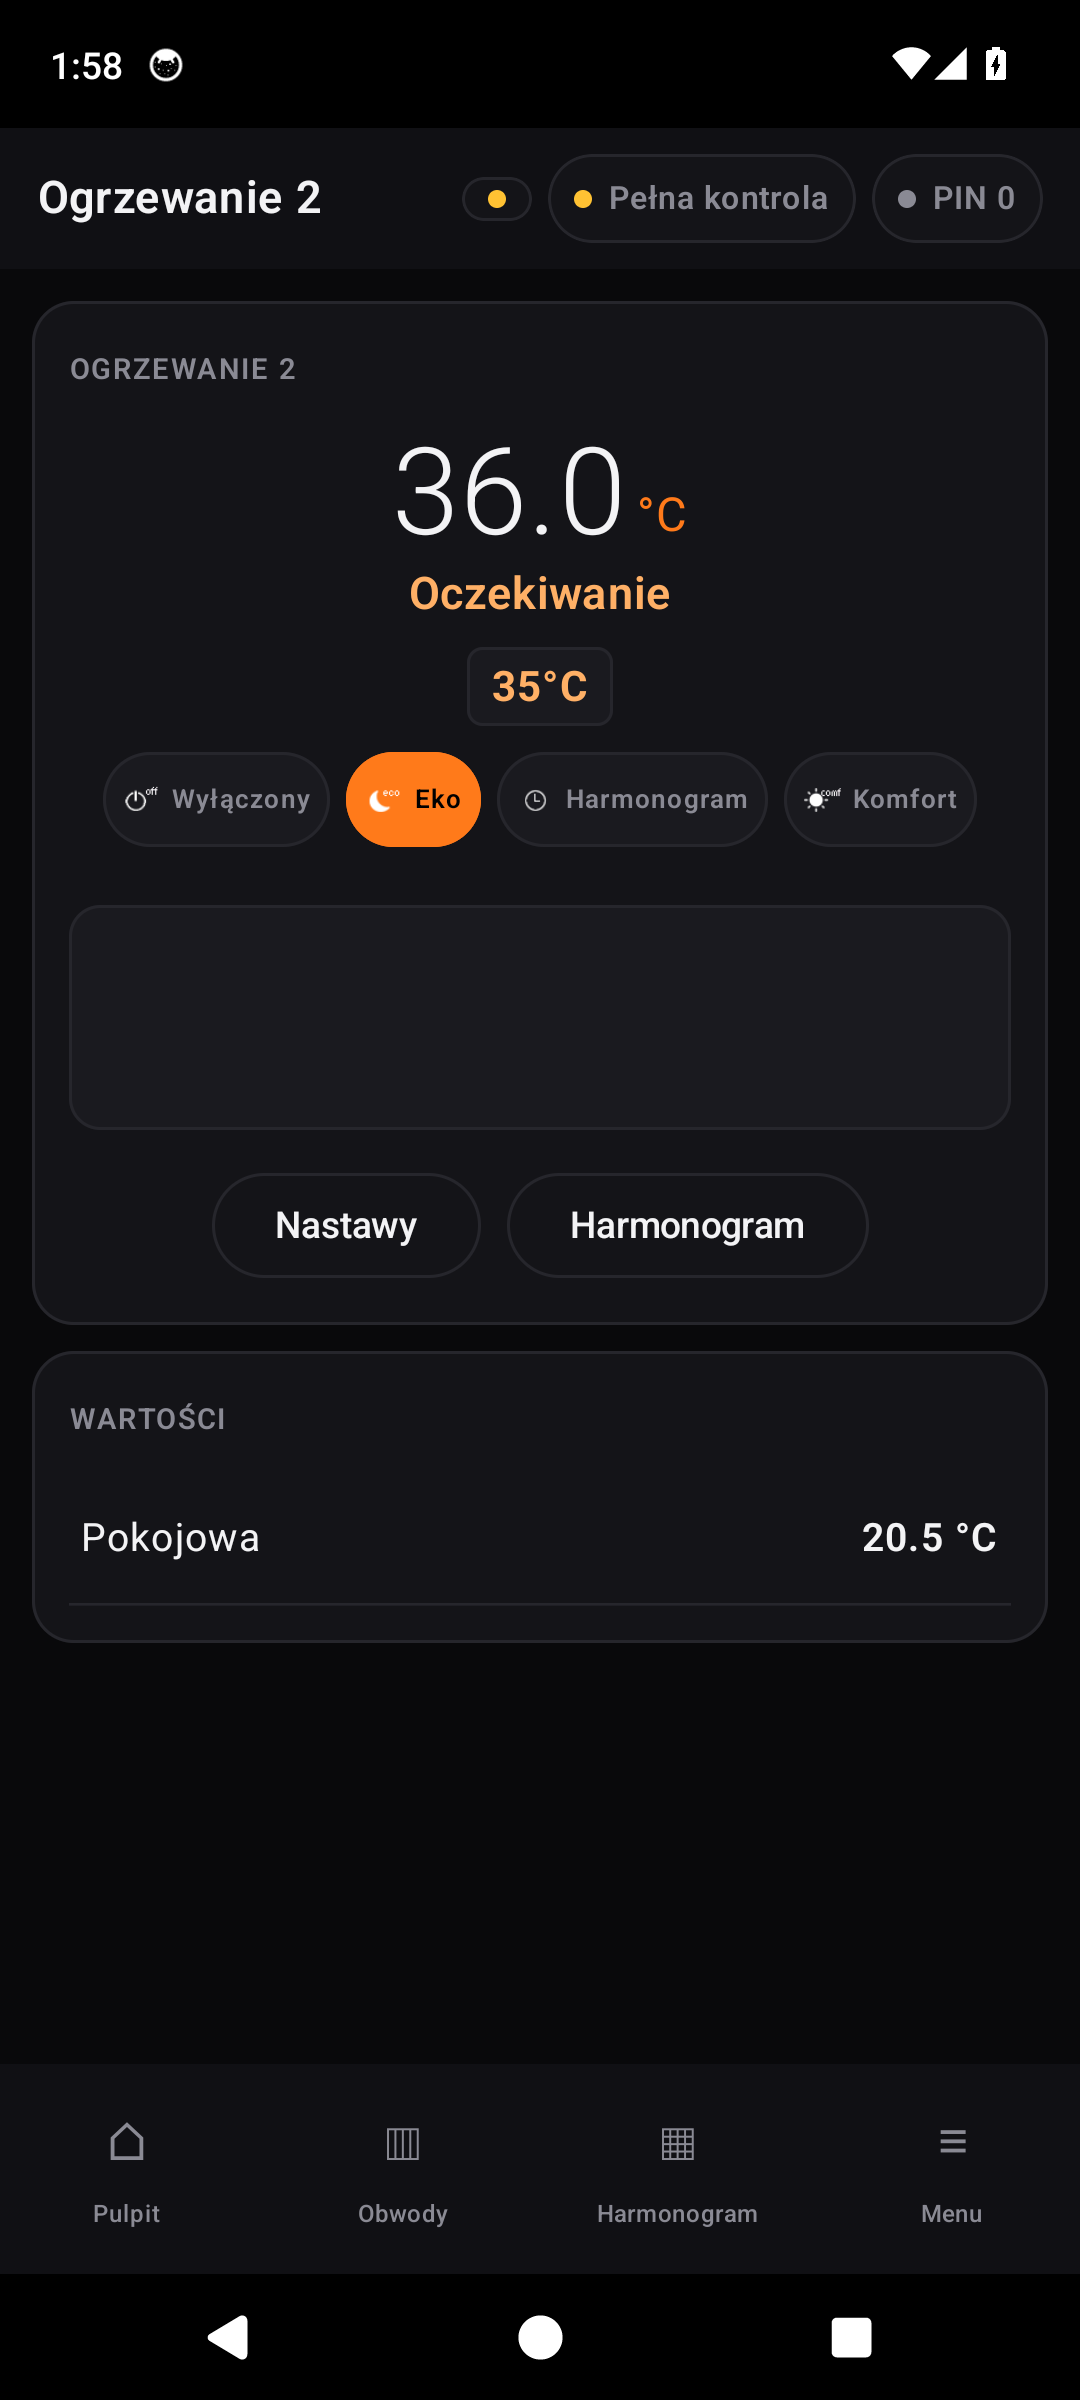 1:58
Ogrzewanie 2
Pełna kontrola
PIN 0
OGRZEWANIE 2
36.0 °C
Oczekiwanie
35°C
off Wyłączony
eco Eko
Harmonogram
comf Komfort
Nastawy
Harmonogram
WARTOŚCI
Pokojowa 20.5 °C
Pulpit
Obwody
Harmonogram
Menu